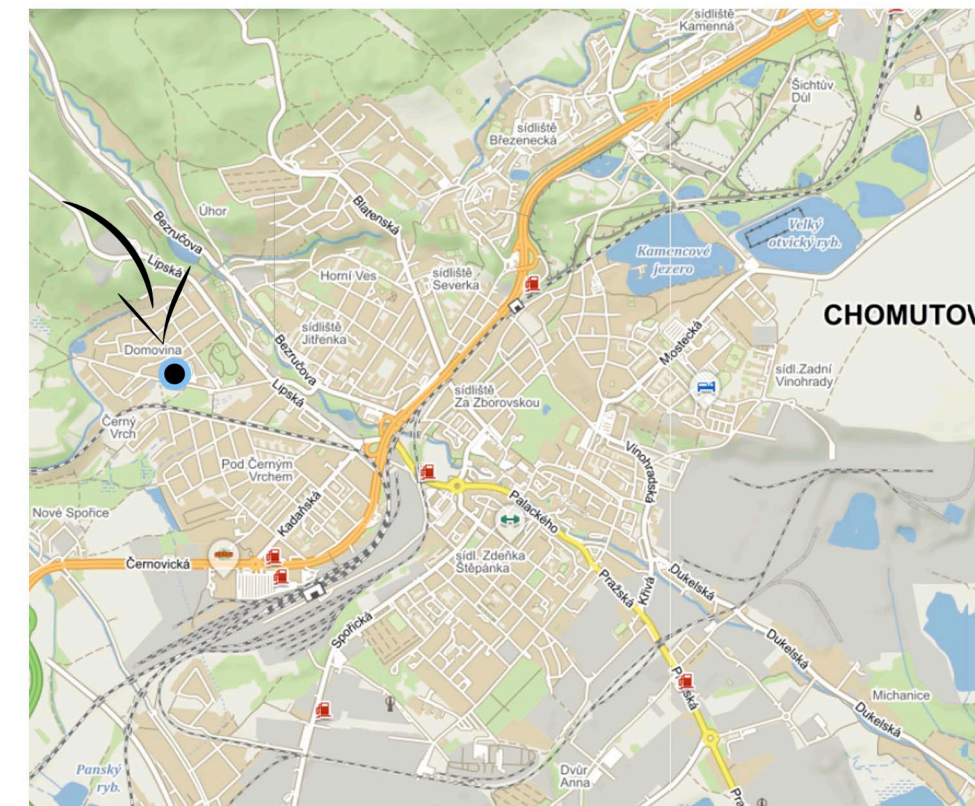 sídliště
Kamenná
Šichtův
Důl
sídliště
Březenecká
Úhor
Bezručova
Blatenská
Lipská
Velký
otvický ryb.
Kamencové
jezero
Horní Ves
sídliště
Severka
CHOMUTOV
sídliště
Jitřenka
Mostecká
Domovina
Bezručova
sídl.Zadní
Vinohrady
Lipská
sídliště
Za Zborovskou
Černý
Vrch
Vinohradská
Pod Černým
Vrchem
Kadaňská
Palackého
Nové Spořice
Černovická
sídl. Zdeňka
Štěpánka
Pražská
Křivá
Dukelská
Spořická
Dukelská
Pražská
Michanice
Dukelská
Panský
ryb.
Dvůr
Anna
Pra